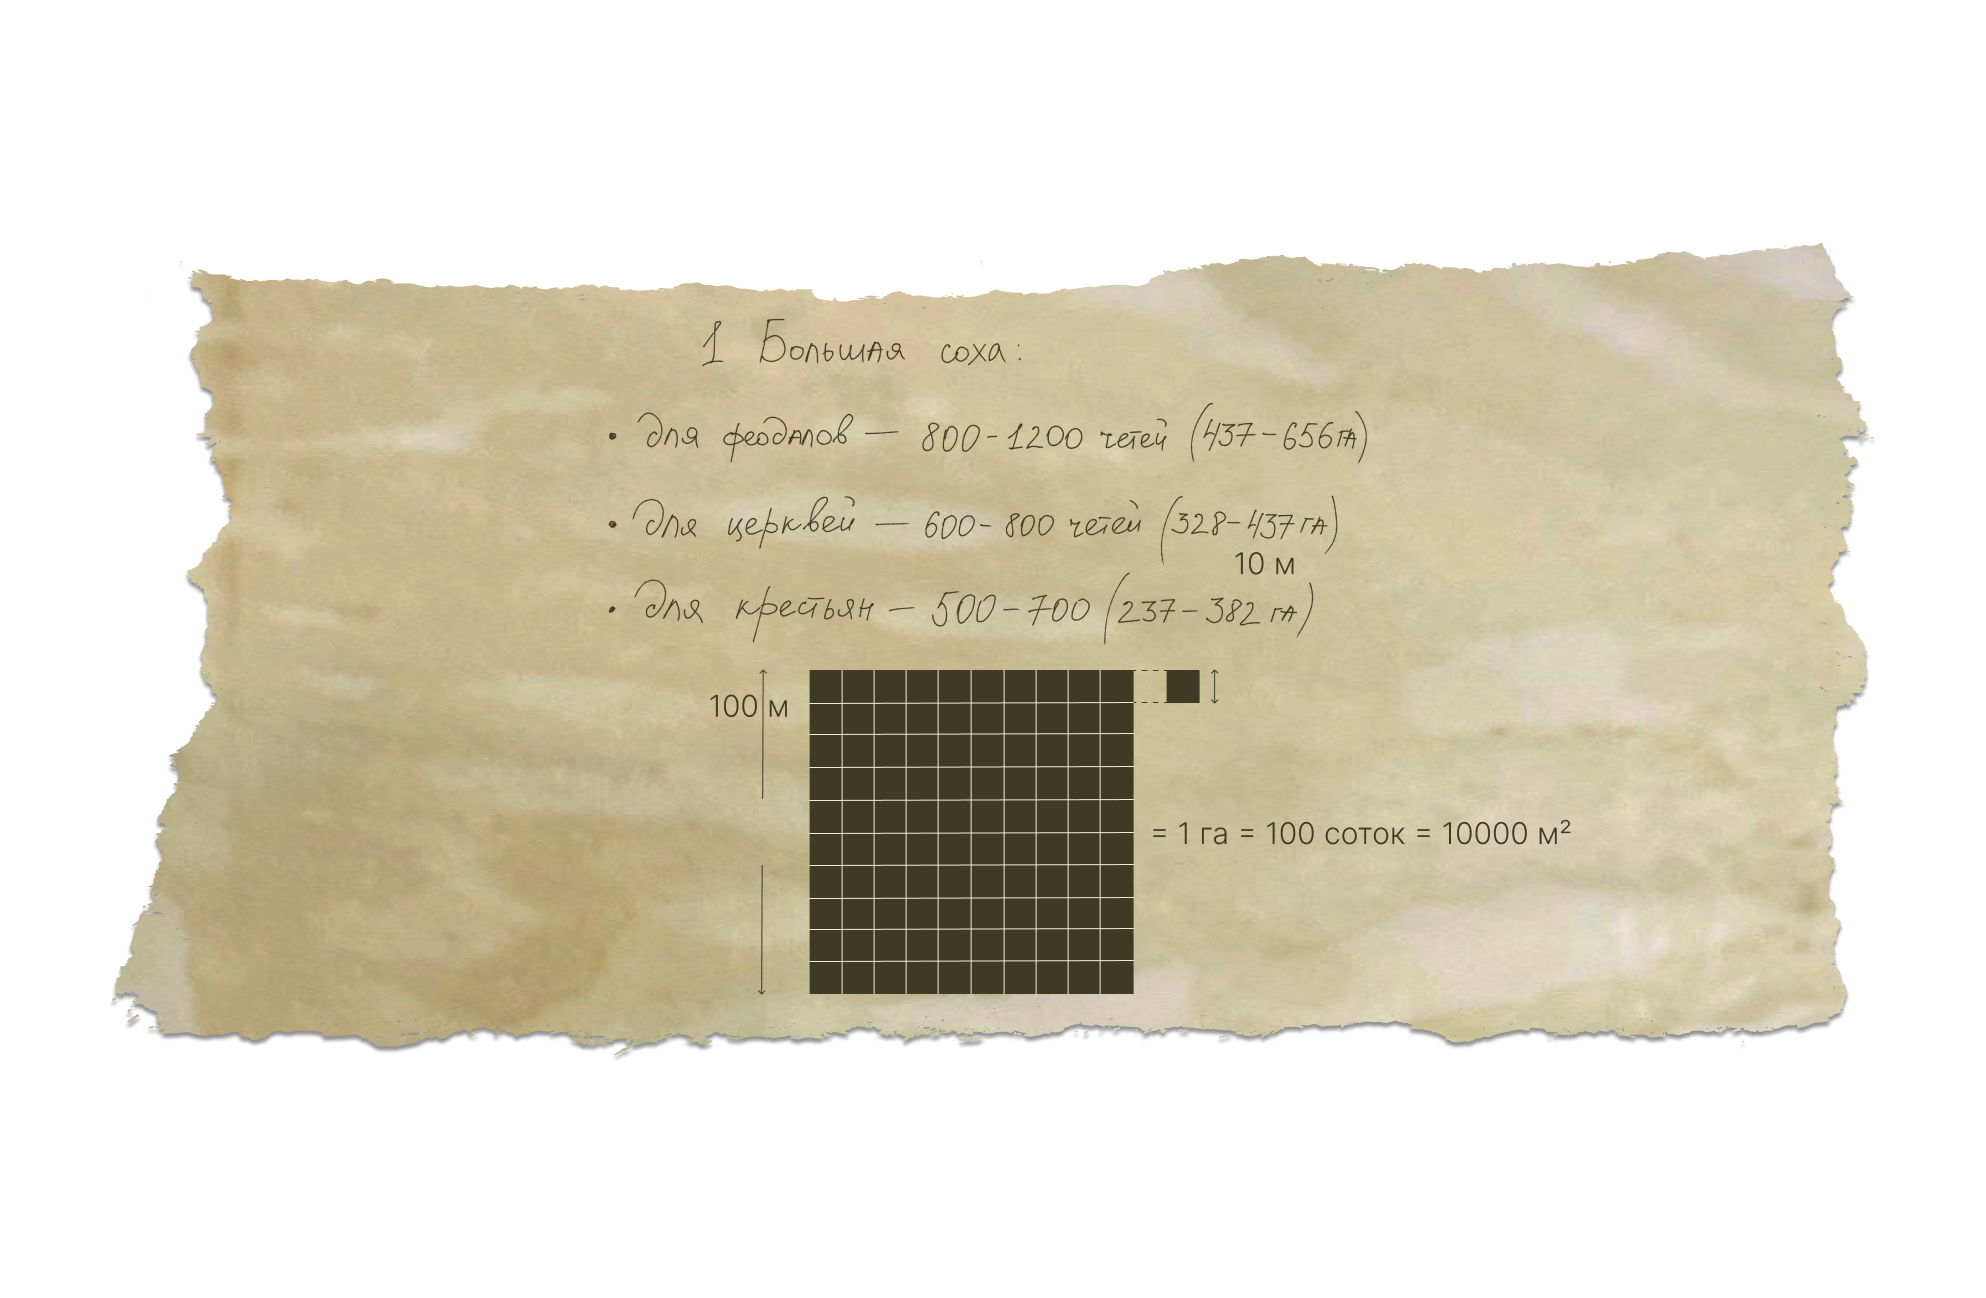 1 Большая соха:
• для феодалов — 800-1200 четей (437-656 га)
• для церквей — 600-800 четей (328-437 га)
10 м
• для крестьян — 500-700 (237-382 га)
100 м
= 1 га = 100 соток = 10000 м²